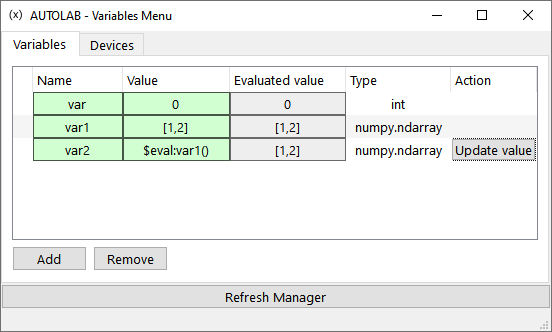 (x) AUTOLAB - Variables Menu
Variables Devices
Name Value Evaluated value Type Action
var 0 0 int
var1 [1,2] [1,2] numpy.ndarray
var2 $eval:var1() [1,2] numpy.ndarray Update value
Add Remove
Refresh Manager